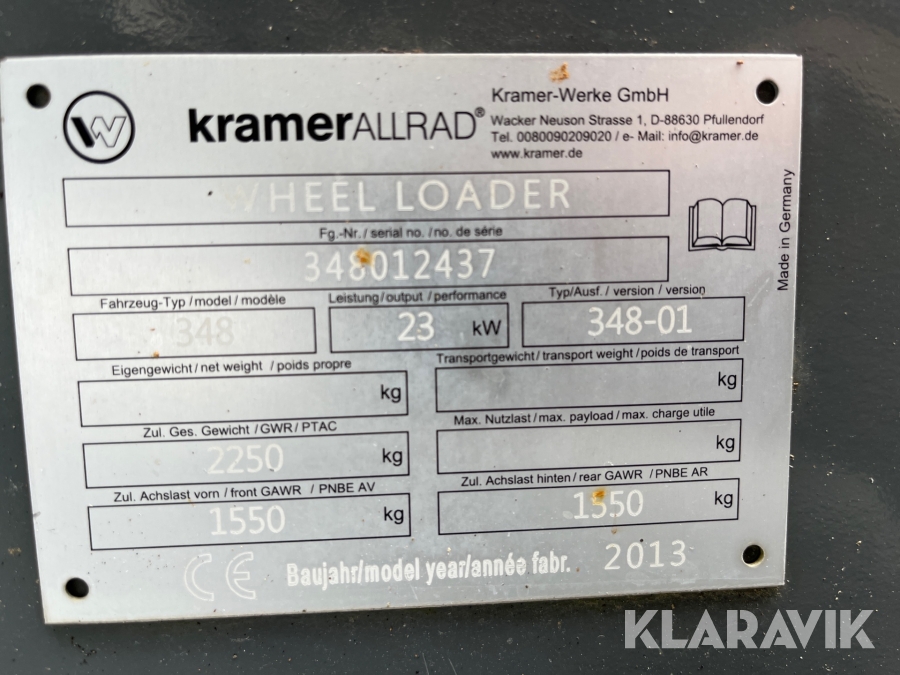 W
kramerALLRAD®
Kramer-Werke GmbH
Wacker Neuson Strasse 1, D-88630 Pfullendorf
Tel. 0080090209020 / e- Mail: info@kramer.de
www.kramer.de
WHEEL LOADER
Made in Germany
Fg.-Nr./ serial no. /no. de série
348012437
Fahrzeug-Typ / model / modèle
348
Leistung/output /performance
23 kW
Typ/Ausf. / version / version
348-01
Eigengewicht/net weight / poids propre
kg
Transportgewicht/ transport weight /poids de transport
kg
Zul. Ges. Gewicht /GWR/ PTAC
2250 kg
Max. Nutzlast/max. payload / max. charge utile
kg
Zul. Achslast vorn / front GAWR / PNBE AV
1550 kg
Zul. Achslast hinten/ rear GAWR / PNBE AR
1550 kg
CE Baujahr/model year/année fabr. 2013
KLARAVIK